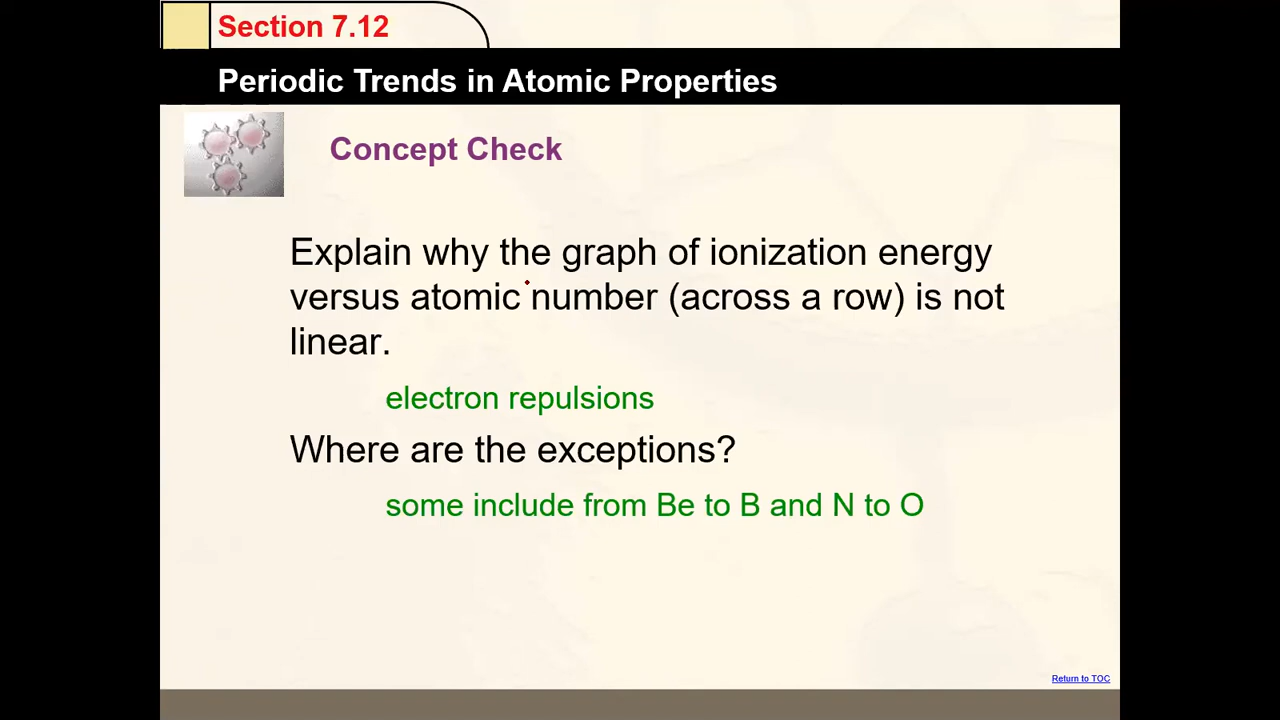 Section 7.12
Periodic Trends in Atomic Properties
Concept Check
Explain why the graph of ionization energy
versus atomic number (across a row) is not
linear.
electron repulsions
Where are the exceptions?
some include from Be to B and N to O
Return to TOC